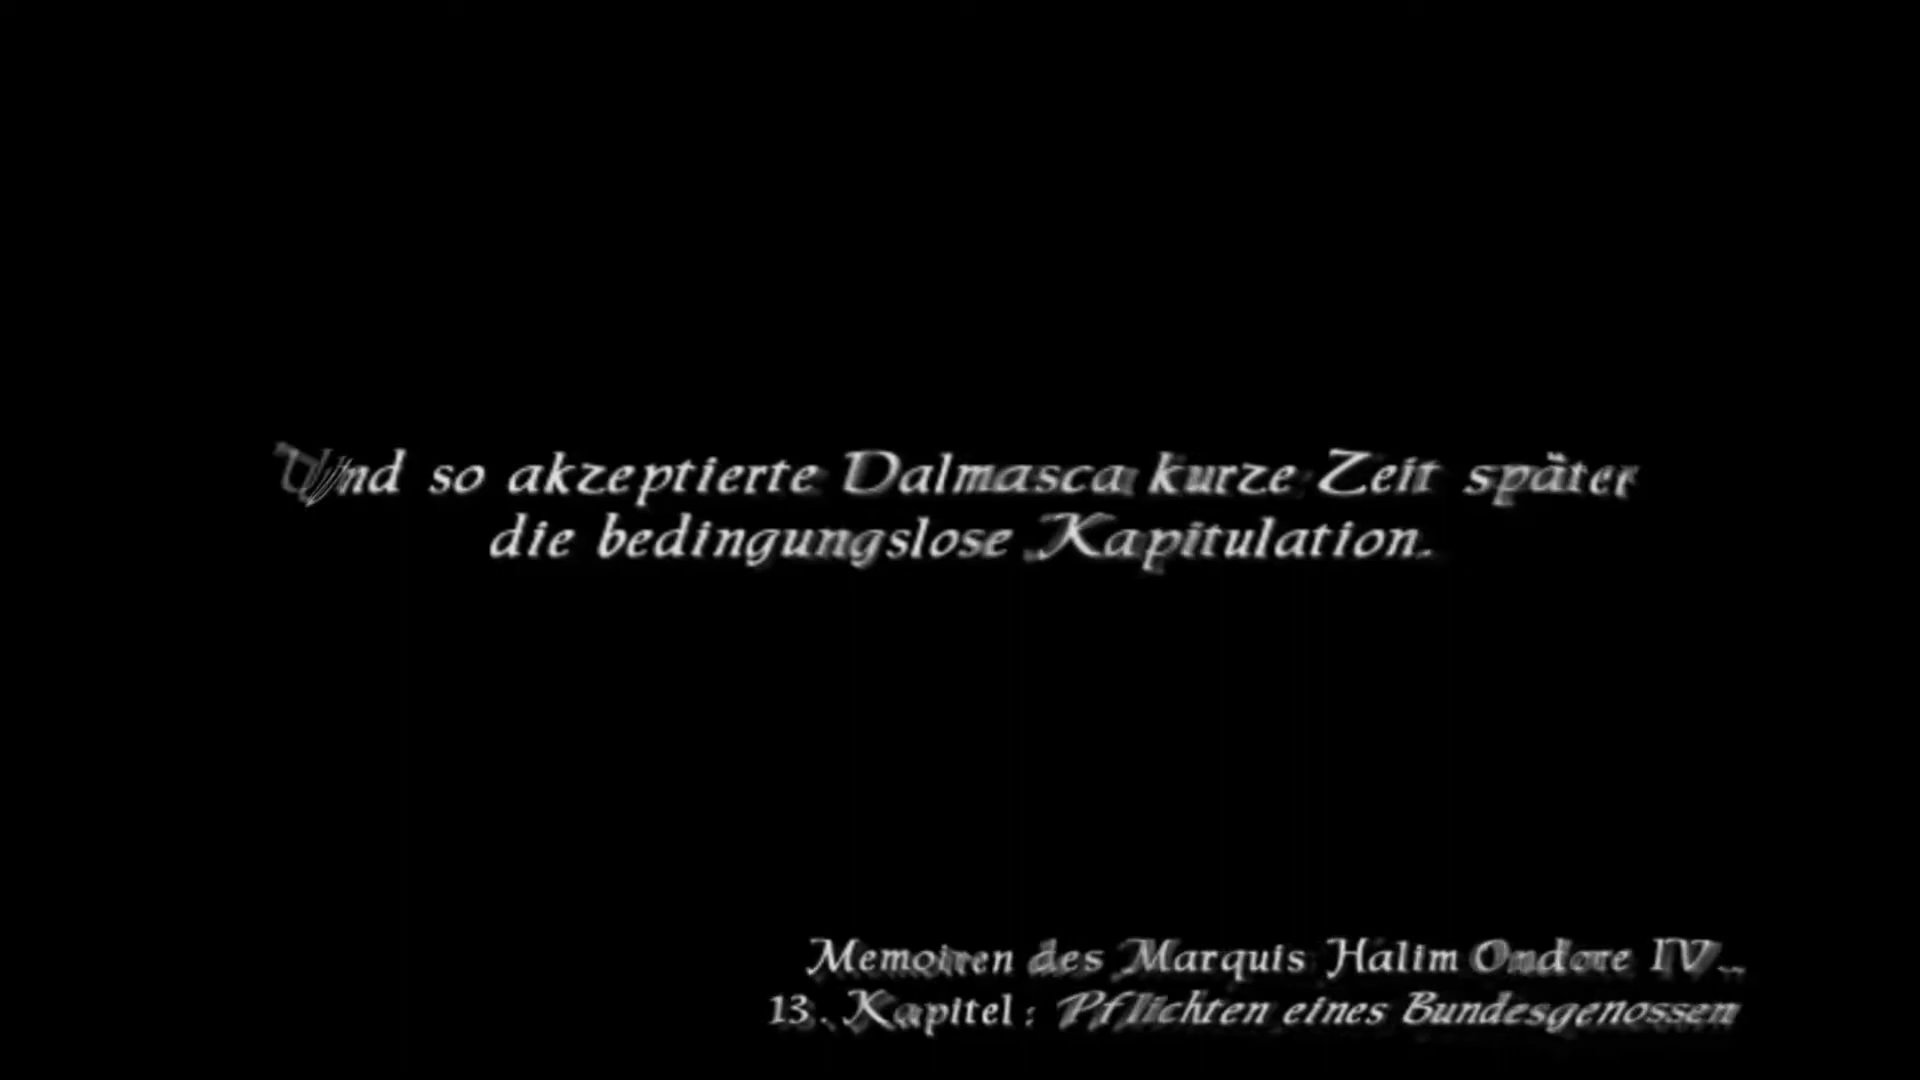 Und so akzeptierte Dalmasca kurze Zeit später
die bedingungslose Kapitulation.
Memoiren des Marquis Halim Ondore IV.
13. Kapitel: Pflichten eines Bundesgenossen